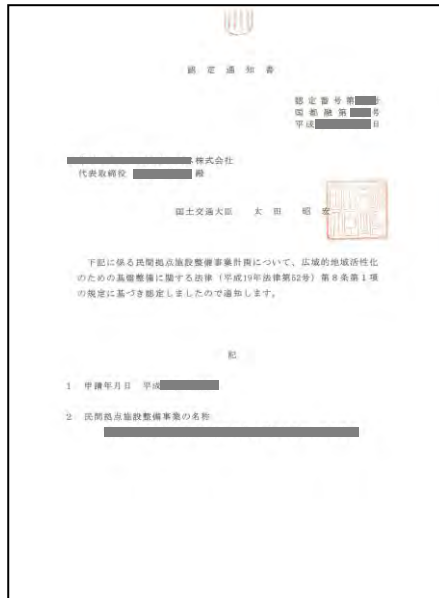 認定通知書
認定番号第 号
国都機第 号
平成 日
株式会社
代表取締役 殿
国土交通大臣 太田 昭宏
下記に係る民間拠点施設整備事業計画について、広域的地域活性化
のための基盤整備に関する法律（平成19年法律第52号）第8条第1項
の規定に基づき認定しましたので通知します。
記
1 申請年月日 平成
2 民間拠点施設整備事業の名称